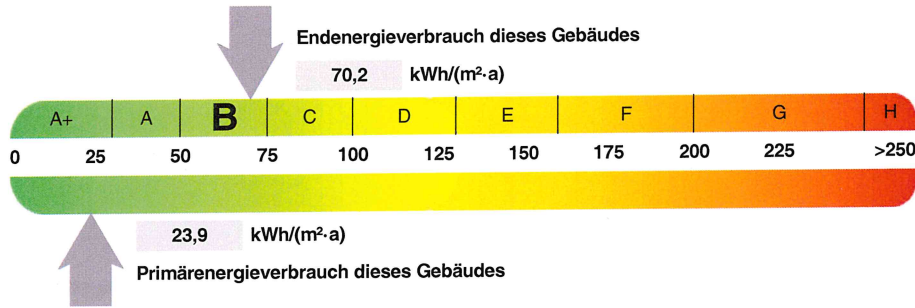 Endenergieverbrauch dieses Gebäudes
70,2 kWh/(m²·a)
A+ A B C D E F G H
0 25 50 75 100 125 150 175 200 225 >250
23,9 kWh/(m²·a)
Primärenergieverbrauch dieses Gebäudes